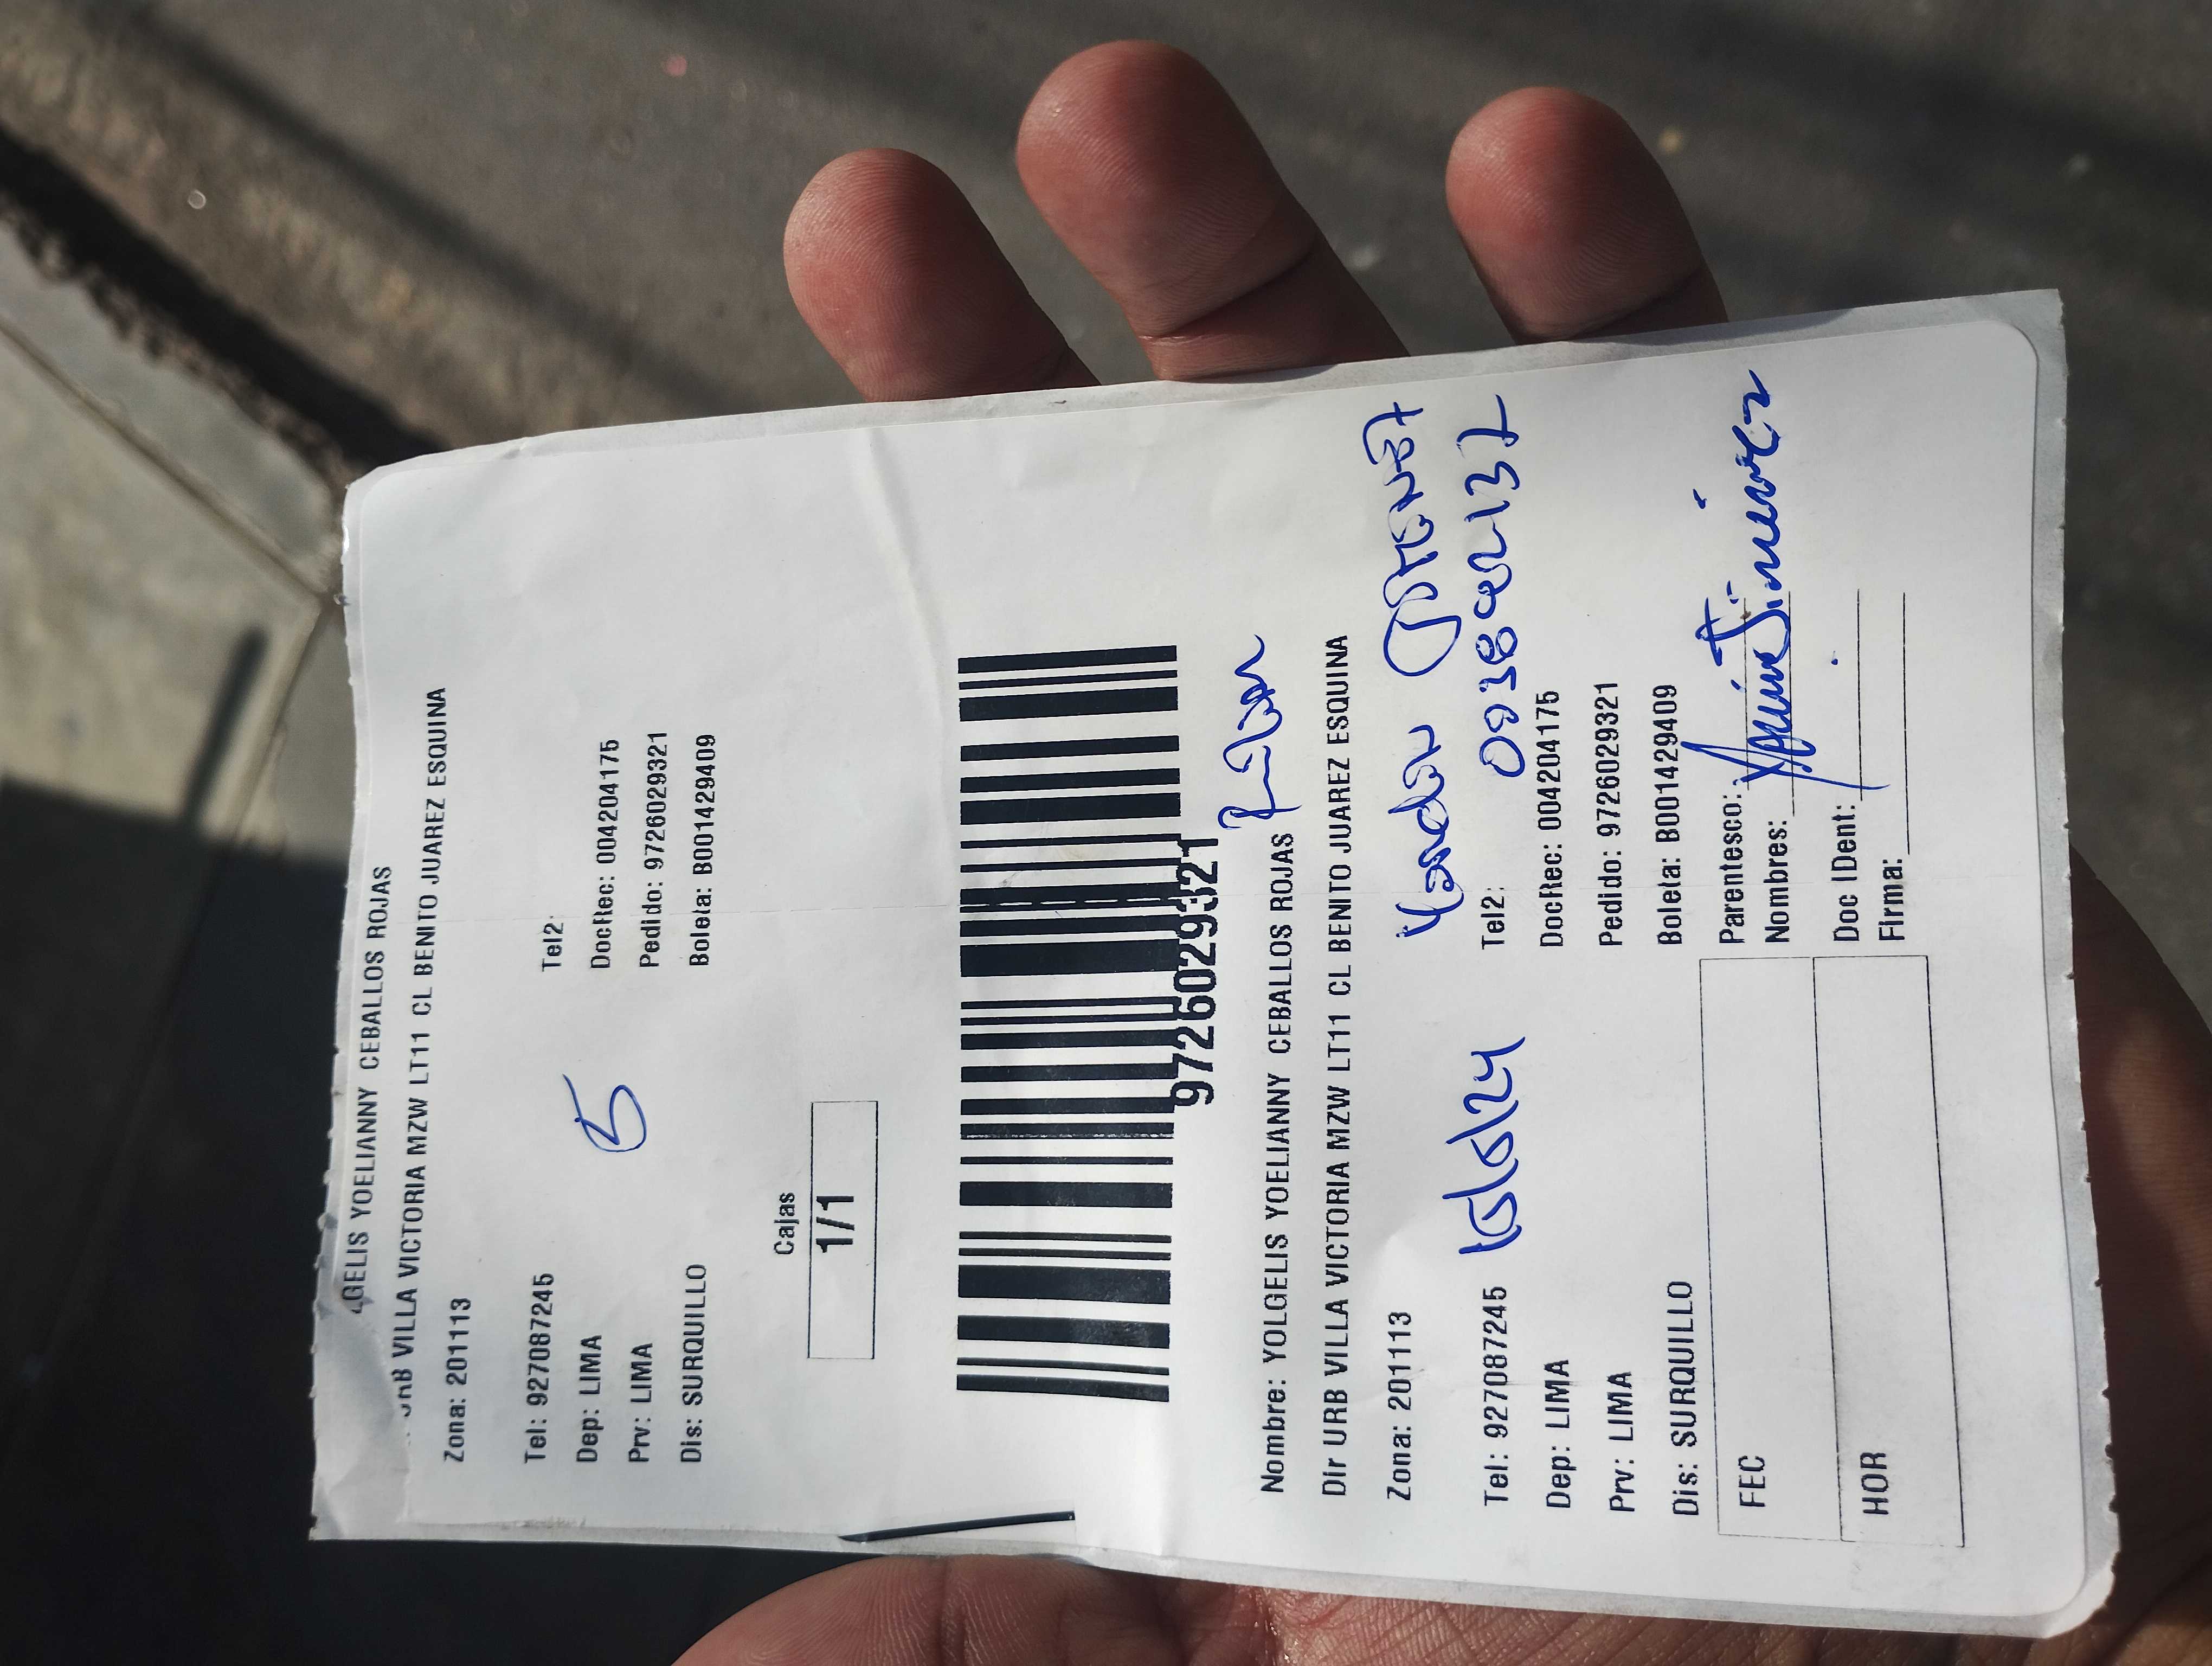 GELIS YOELIANNY CEBALLOS ROJAS
URB VILLA VICTORIA MZW LT11 CL BENITO JUAREZ ESQUINA
Zona: 201113
Tel: 927087245 Tel2:
Dep: LIMA DocRec: 004204175
Prv: LIMA 5 Pedido: 97260293​21
Dis: SURQUILLO Boleta: B001429409
Cajas
1/1
9726029321
Nombre: YOLGELIS YOELIANNY CEBALLOS ROJAS
Dir URB VILLA VICTORIA MZW LT11 CL BENITO JUAREZ ESQUINA
Zona: 201113
Tel: 927087245 Tel2:
Dep: LIMA DocRec: 004204175
Prv: LIMA Pedido: 9726029321
Dis: SURQUILLO Boleta: B001429409
FEC Parentesco:
Nombres:
HOR Doc IDent:
Firma: